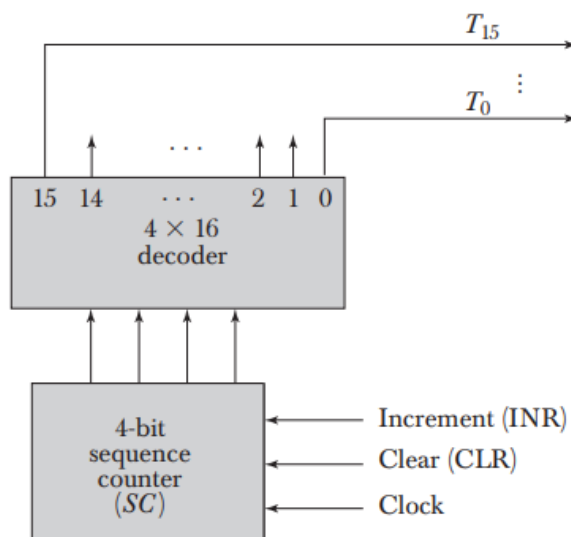 T15
⋮
T0
· · ·
15 14 · · · 2 1 0
4 × 16
decoder
4-bit
sequence
counter
(SC)
Increment (INR)
Clear (CLR)
Clock